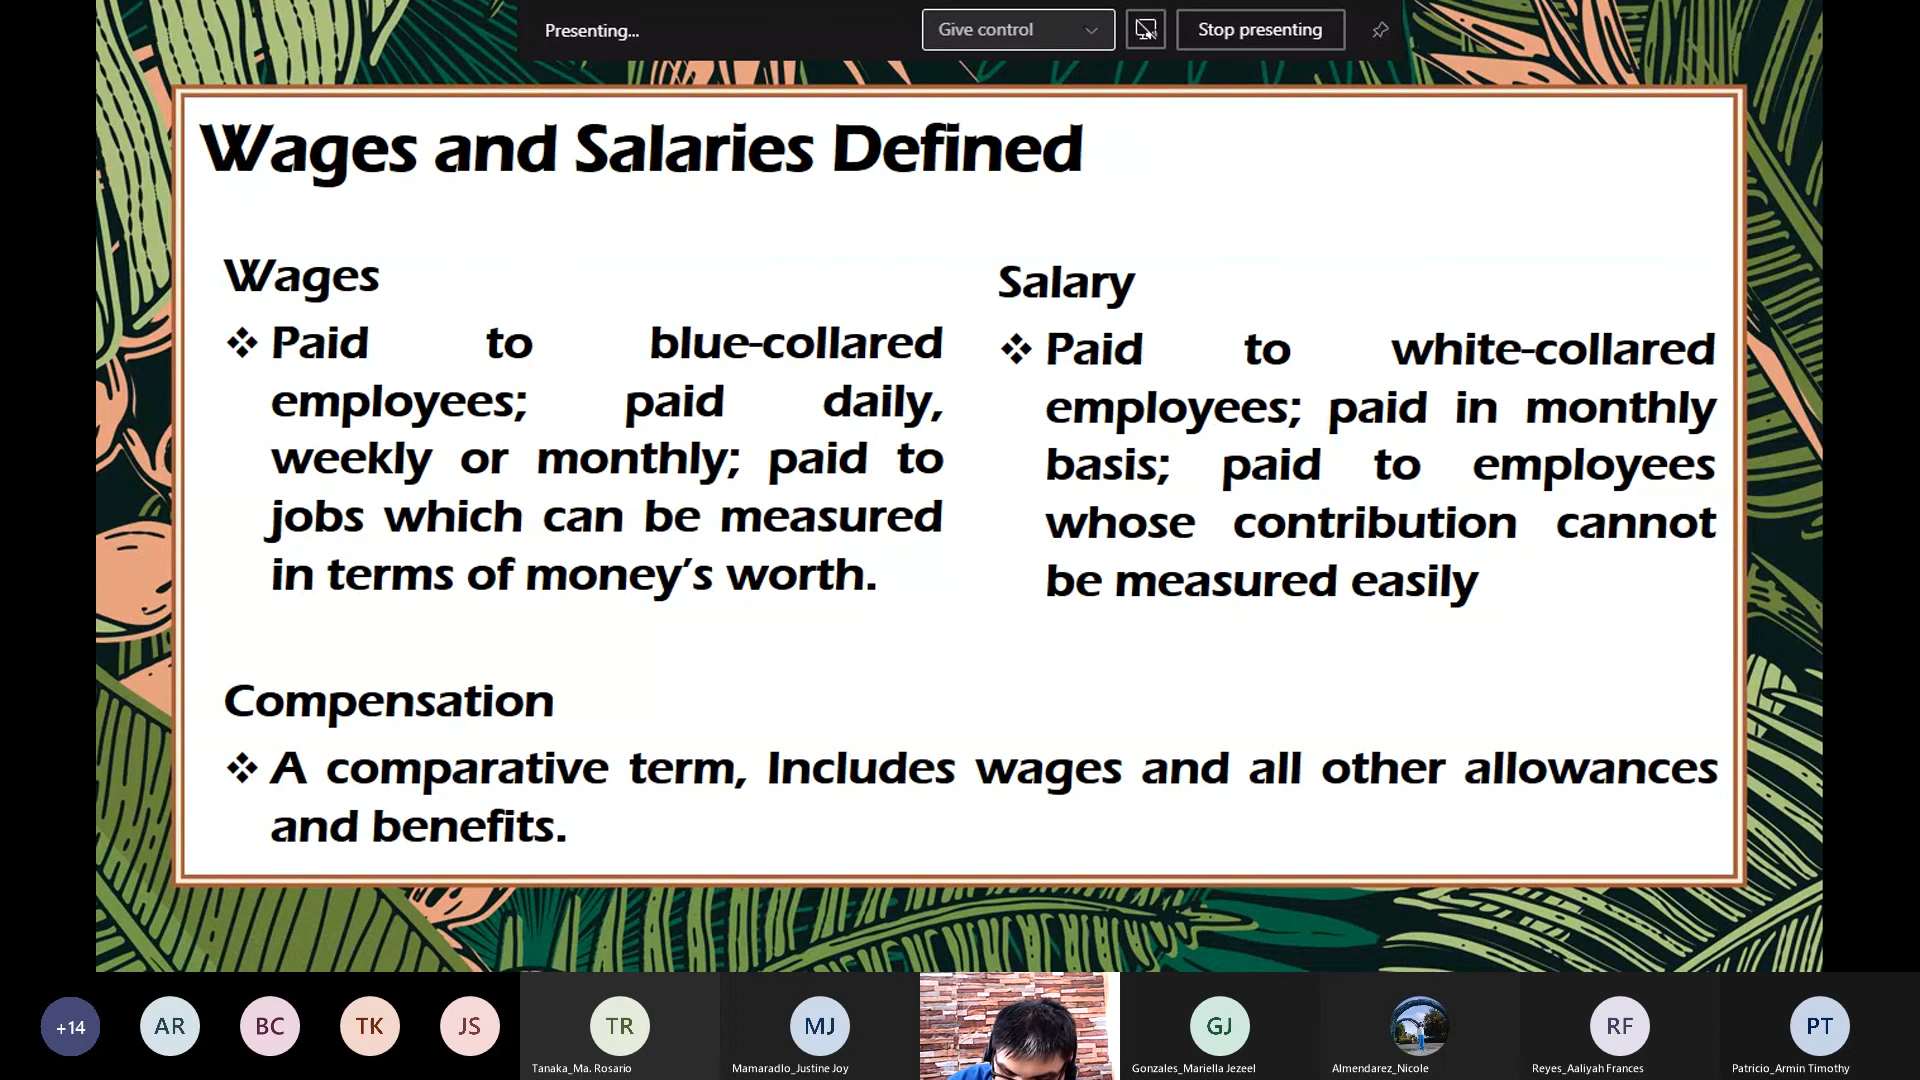 Presenting...
Give control
Stop presenting
Wages and Salaries Defined
Wages
❖ Paid to blue-collared
employees; paid daily,
weekly or monthly; paid to
jobs which can be measured
in terms of money’s worth.
Salary
❖ Paid to white-collared
employees; paid in monthly
basis; paid to employees
whose contribution cannot
be measured easily
Compensation
❖ A comparative term, Includes wages and all other allowances
and benefits.
+14
AR
BC
TK
JS
TR
MJ
GJ
RF
PT
Tanaka_Ma. Rosario
Mamaradlo_Justine Joy
Gonzales_Mariella Jezeel
Almendarez_Nicole
Reyes_Aaliyah Frances
Patricio_Armin Timothy